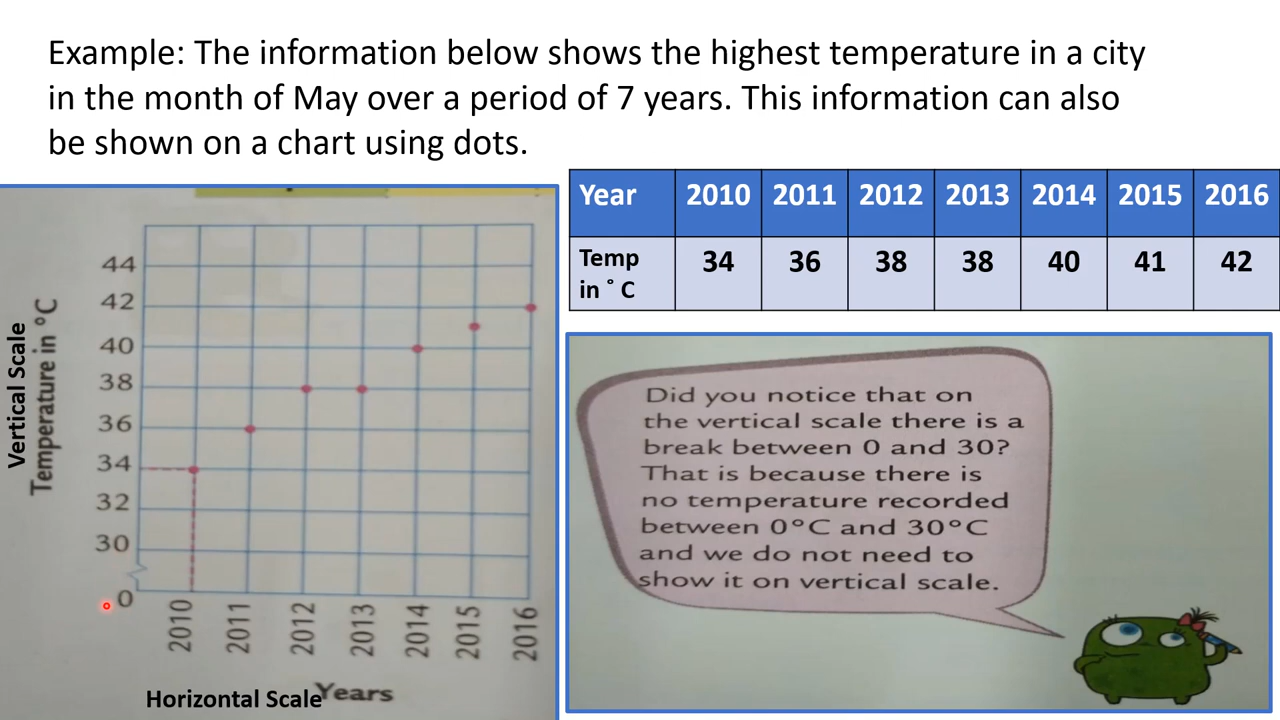 Example: The information below shows the highest temperature in a city
in the month of May over a period of 7 years. This information can also
be shown on a chart using dots.
Year 2010 2011 2012 2013 2014 2015 2016
Temp in ˚ C 34 36 38 38 40 41 42
Vertical Scale
Temperature in °C
44
42
40
38
36
34
32
30
0
2010 2011 2012 2013 2014 2015 2016
Horizontal Scale
Years
Did you notice that on
the vertical scale there is a
break between 0 and 30?
That is because there is
no temperature recorded
between 0°C and 30°C
and we do not need to
show it on vertical scale.